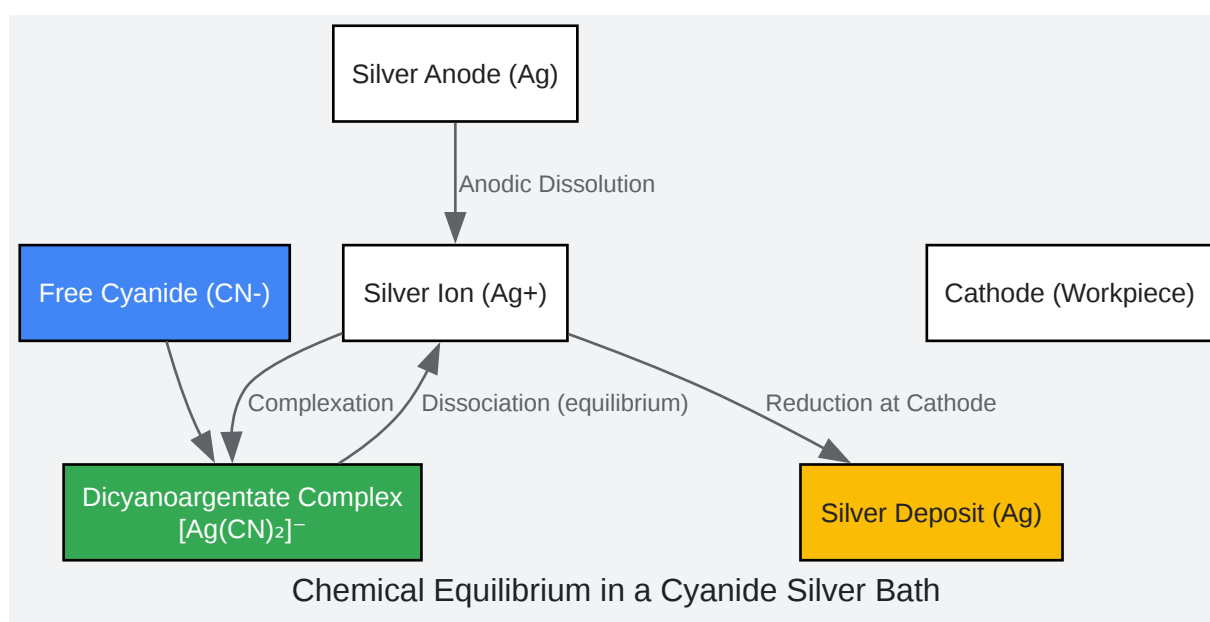 Silver Anode (Ag)
Anodic Dissolution
Free Cyanide (CN-)
Silver Ion (Ag+)
Cathode (Workpiece)
Complexation
Dissociation (equilibrium)
Reduction at Cathode
Dicyanoargentate Complex
[Ag(CN)₂]⁻
Silver Deposit (Ag)
Chemical Equilibrium in a Cyanide Silver Bath